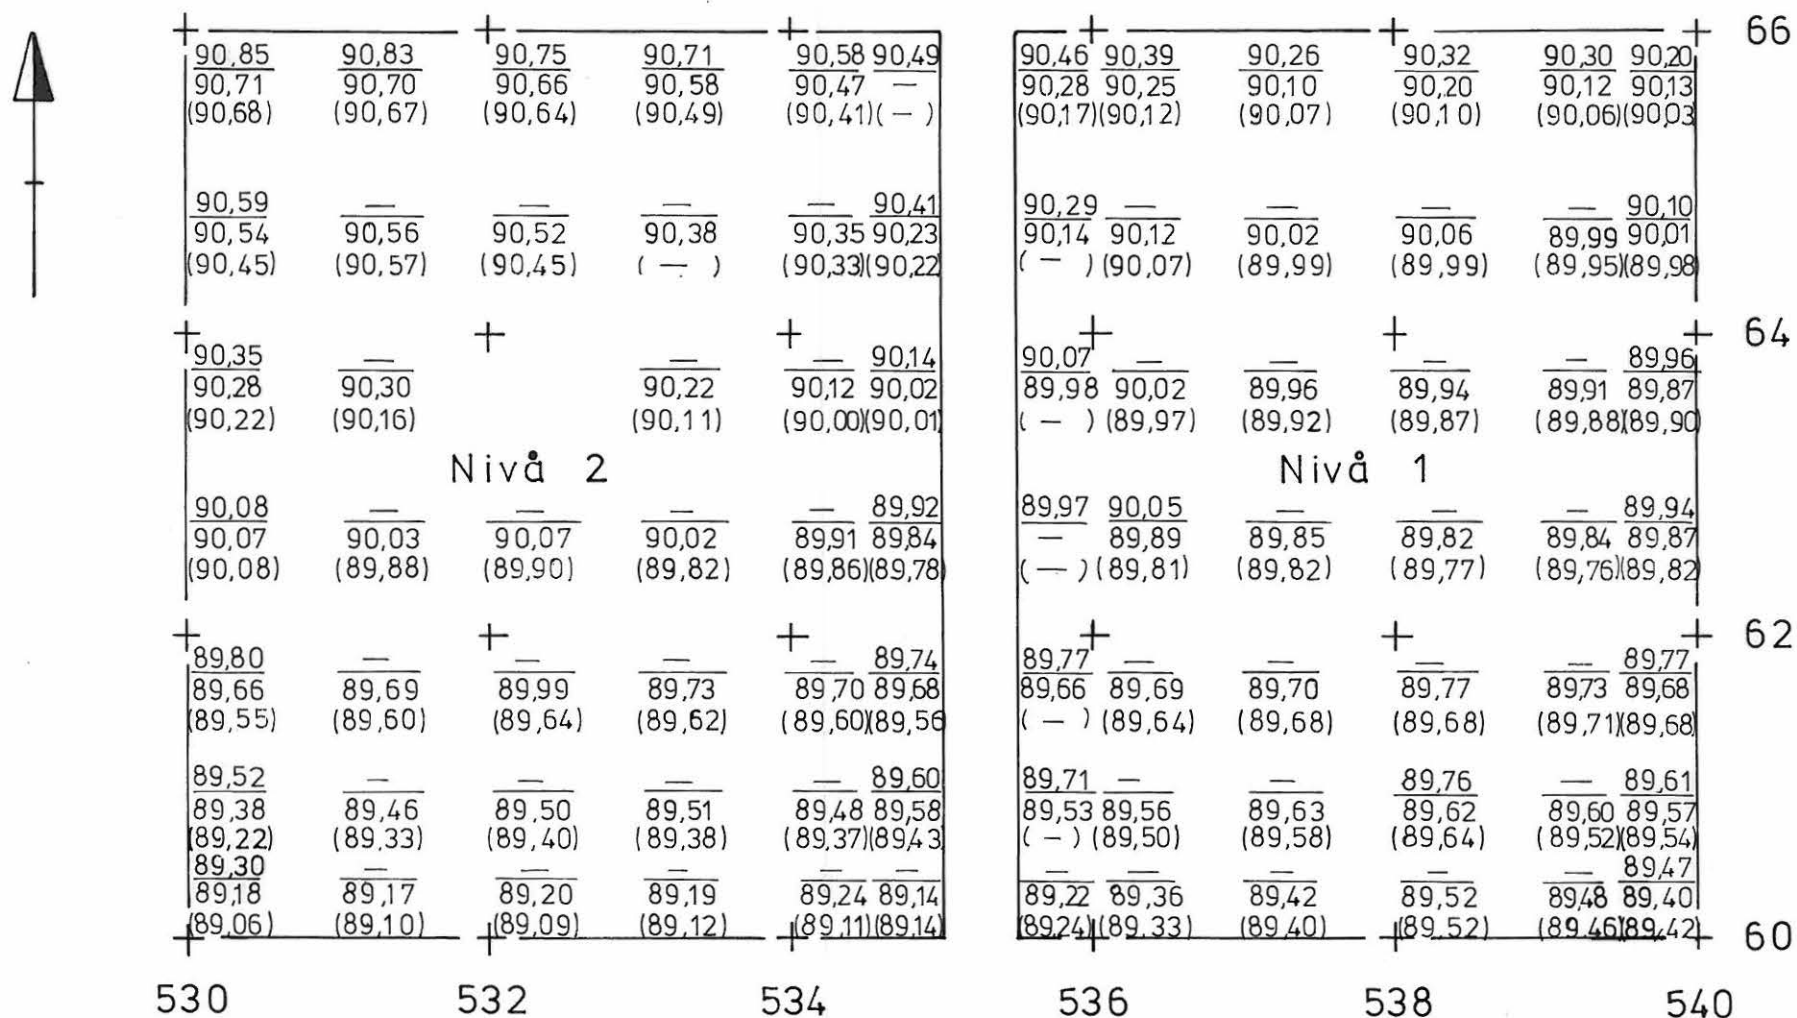 90,85 90,83 90,75 90,71 90,58 90,49 90,46 90,39 90,26 90,32 90,30 90,20 66
90,71 90,70 90,66 90,58 90,47 — 90,28 90,25 90,10 90,20 90,12 90,13
(90,68) (90,67) (90,64) (90,49) (90,41) ( — ) (90,17) (90,12) (90,07) (90,10) (90,06) (90,03
90,59 — — — — 90,41 90,29 — — — — 90,10
90,54 90,56 90,52 90,38 90,35 90,23 90,14 90,12 90,02 90,06 89,99 90,01
(90,45) (90,57) (90,45) ( — ) (90,33) (90,22) ( — ) (90,07) (89,99) (89,99) (89,95) (89,98
64
90,35 — — — 90,14 90,07 — — — — 89,96
90,28 90,30 90,22 90,12 90,02 89,98 90,02 89,96 89,94 89,91 89,87
(90,22) (90,16) (90,11) (90,00) (90,01) ( — ) (89,97) (89,92) (89,87) (89,88) (89,90
Nivå 2 Nivå 1
90,08 — — — — 89,92 89,97 90,05 — — — 89,94
90,07 90,03 90,07 90,02 89,91 89,84 — 89,89 89,85 89,82 89,84 89,87
(90,08) (89,88) (89,90) (89,82) (89,86) (89,78) ( — ) (89,81) (89,82) (89,77) (89,76) (89,82
62
89,80 — — — — 89,74 89,77 — — — — 89,77
89,66 89,69 89,99 89,73 89,70 89,68 89,66 89,69 89,70 89,77 89,73 89,68
(89,55) (89,60) (89,64) (89,62) (89,60) (89,56 ( — ) (89,64) (89,68) (89,68) (89,71) (89,68)
89,52 — — — — 89,60 89,71 — — 89,76 — 89,61
89,38 89,46 89,50 89,51 89,48 89,58 89,53 89,56 89,63 89,62 89,60 89,57
(89,22) (89,33) (89,40) (89,38) (89,37) (89,43 ( — ) (89,50) (89,58) (89,64) (89,52) (89,54)
89,30 — — — — — — — — — — 89,47
89,18 89,17 89,20 89,19 89,24 89,14 89,22 89,36 89,42 89,52 89,48 89,40
(89,06) (89,10) (89,09) (89,12) (89,11) (89,14) (89,24) (89,33) (89,40) (89,52) (89,46) (89,42)
60
530 532 534 536 538 540